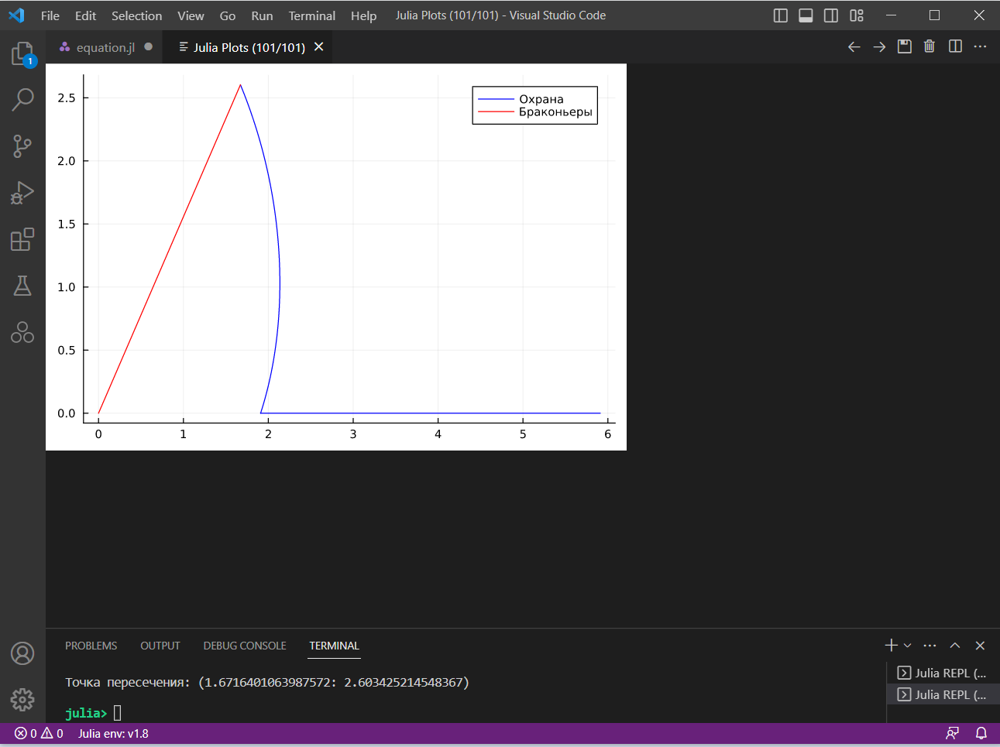 File Edit Selection View Go Run Terminal Help Julia Plots (101/101) - Visual Studio Code
equation.jl Julia Plots (101/101)
1
Охрана
Браконьеры
2.5
2.0
1.5
1.0
0.5
0.0
0 1 2 3 4 5 6
PROBLEMS OUTPUT DEBUG CONSOLE TERMINAL
Точка пересечения: (1.6716401063987572: 2.603425214548367)
julia>
Julia REPL (...
Julia REPL (...
0 0 Julia env: v1.8